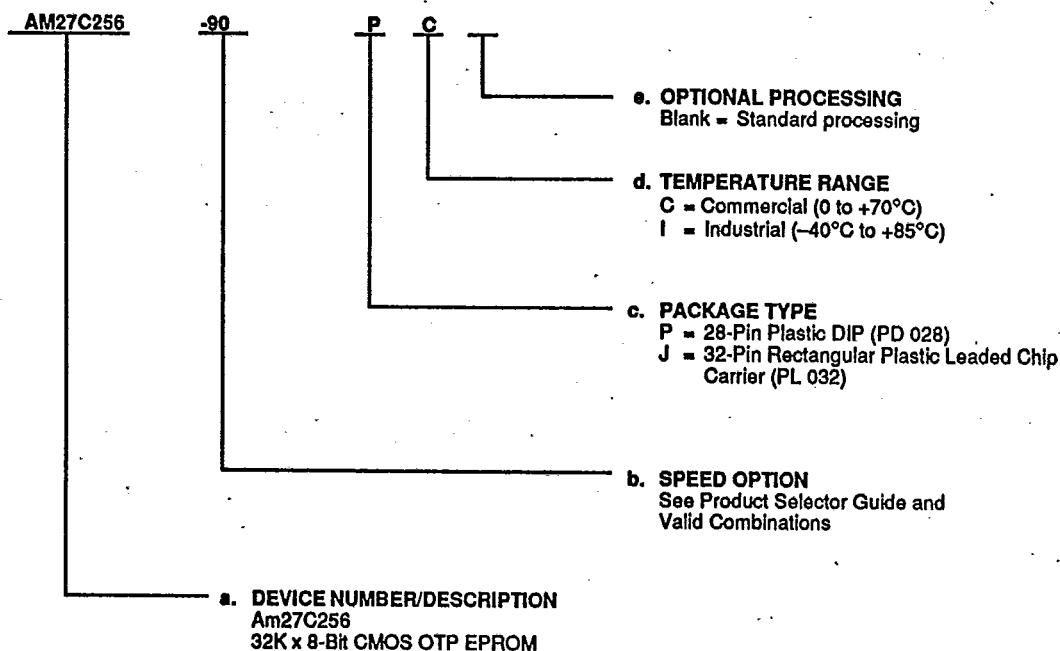 AM27C256 -90 P C
e. OPTIONAL PROCESSING
Blank = Standard processing
d. TEMPERATURE RANGE
C = Commercial (0 to +70°C)
I = Industrial (–40°C to +85°C)
c. PACKAGE TYPE
P = 28-Pin Plastic DIP (PD 028)
J = 32-Pin Rectangular Plastic Leaded Chip
Carrier (PL 032)
b. SPEED OPTION
See Product Selector Guide and
Valid Combinations
a. DEVICE NUMBER/DESCRIPTION
Am27C256
32K x 8-Bit CMOS OTP EPROM